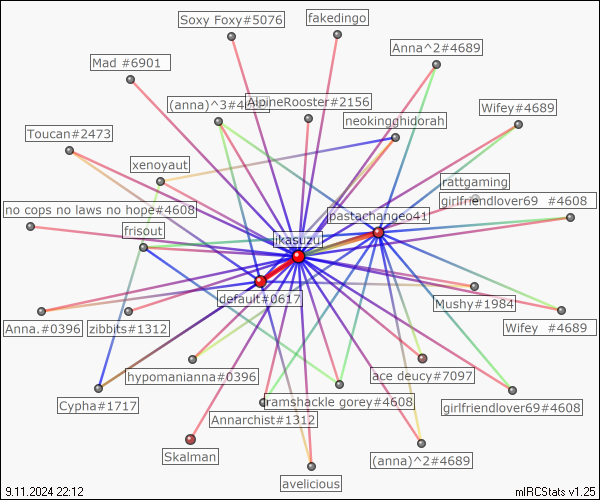 Soxy Foxy#5076
fakedingo
Anna^2#4689
Mad #6901
(anna)^3#4
AlpineRooster#2156
Wifey#4689
neokingghidorah
Toucan#2473
xenoyaut
rattgaming
girlfriendlover69 #4608
no cops no laws no hope#4608
pastachangeo41
frisout
ikasuzu
default#0617
Mushy#1984
Anna.#0396
zibbits#1312
Wifey #4689
hypomanianna#0396
ace deucy#7097
Cypha#1717
ramshackle gorey#4608
girlfriendlover69#4608
Annarchist#1312
Skalman
(anna)^2#4689
avelicious
9.11.2024 22:12
mIRCStats v1.25